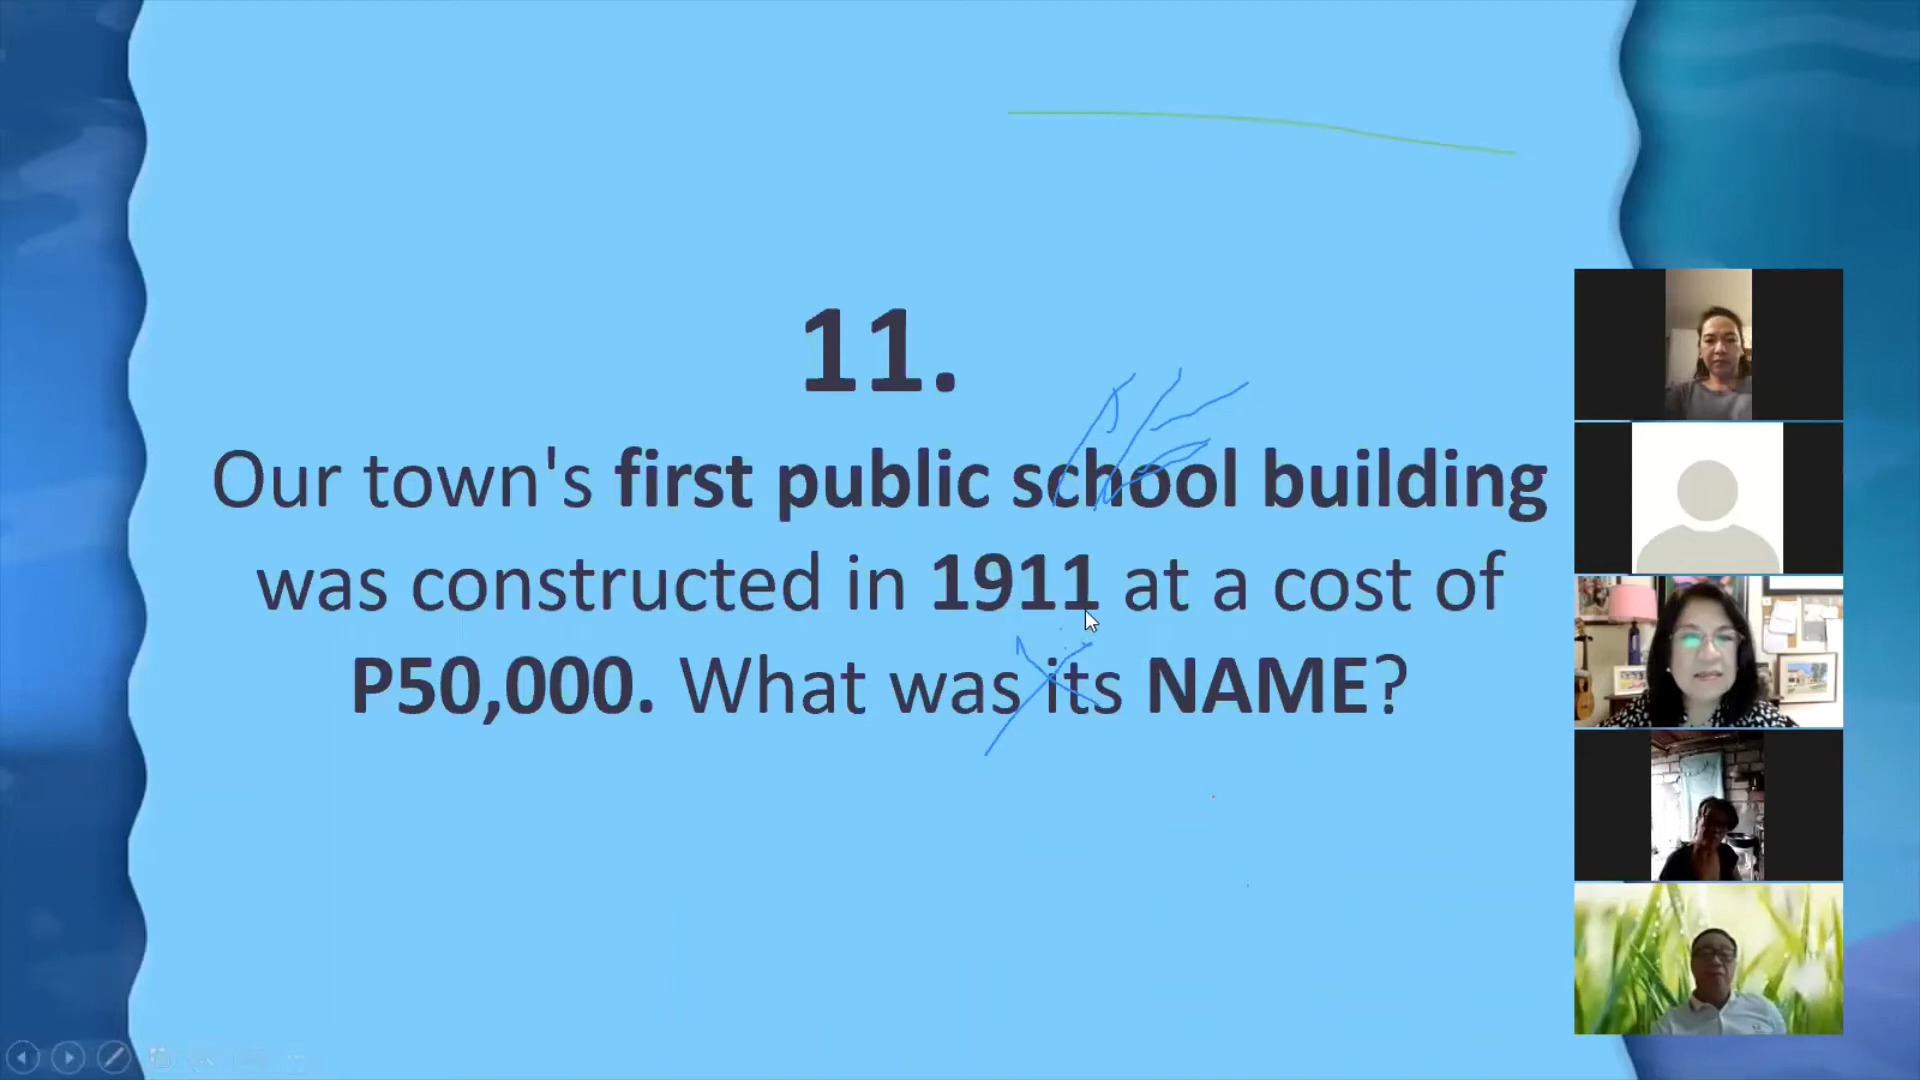 11.
Our town's first public school building
was constructed in 1911 at a cost of
P50,000. What was its NAME?